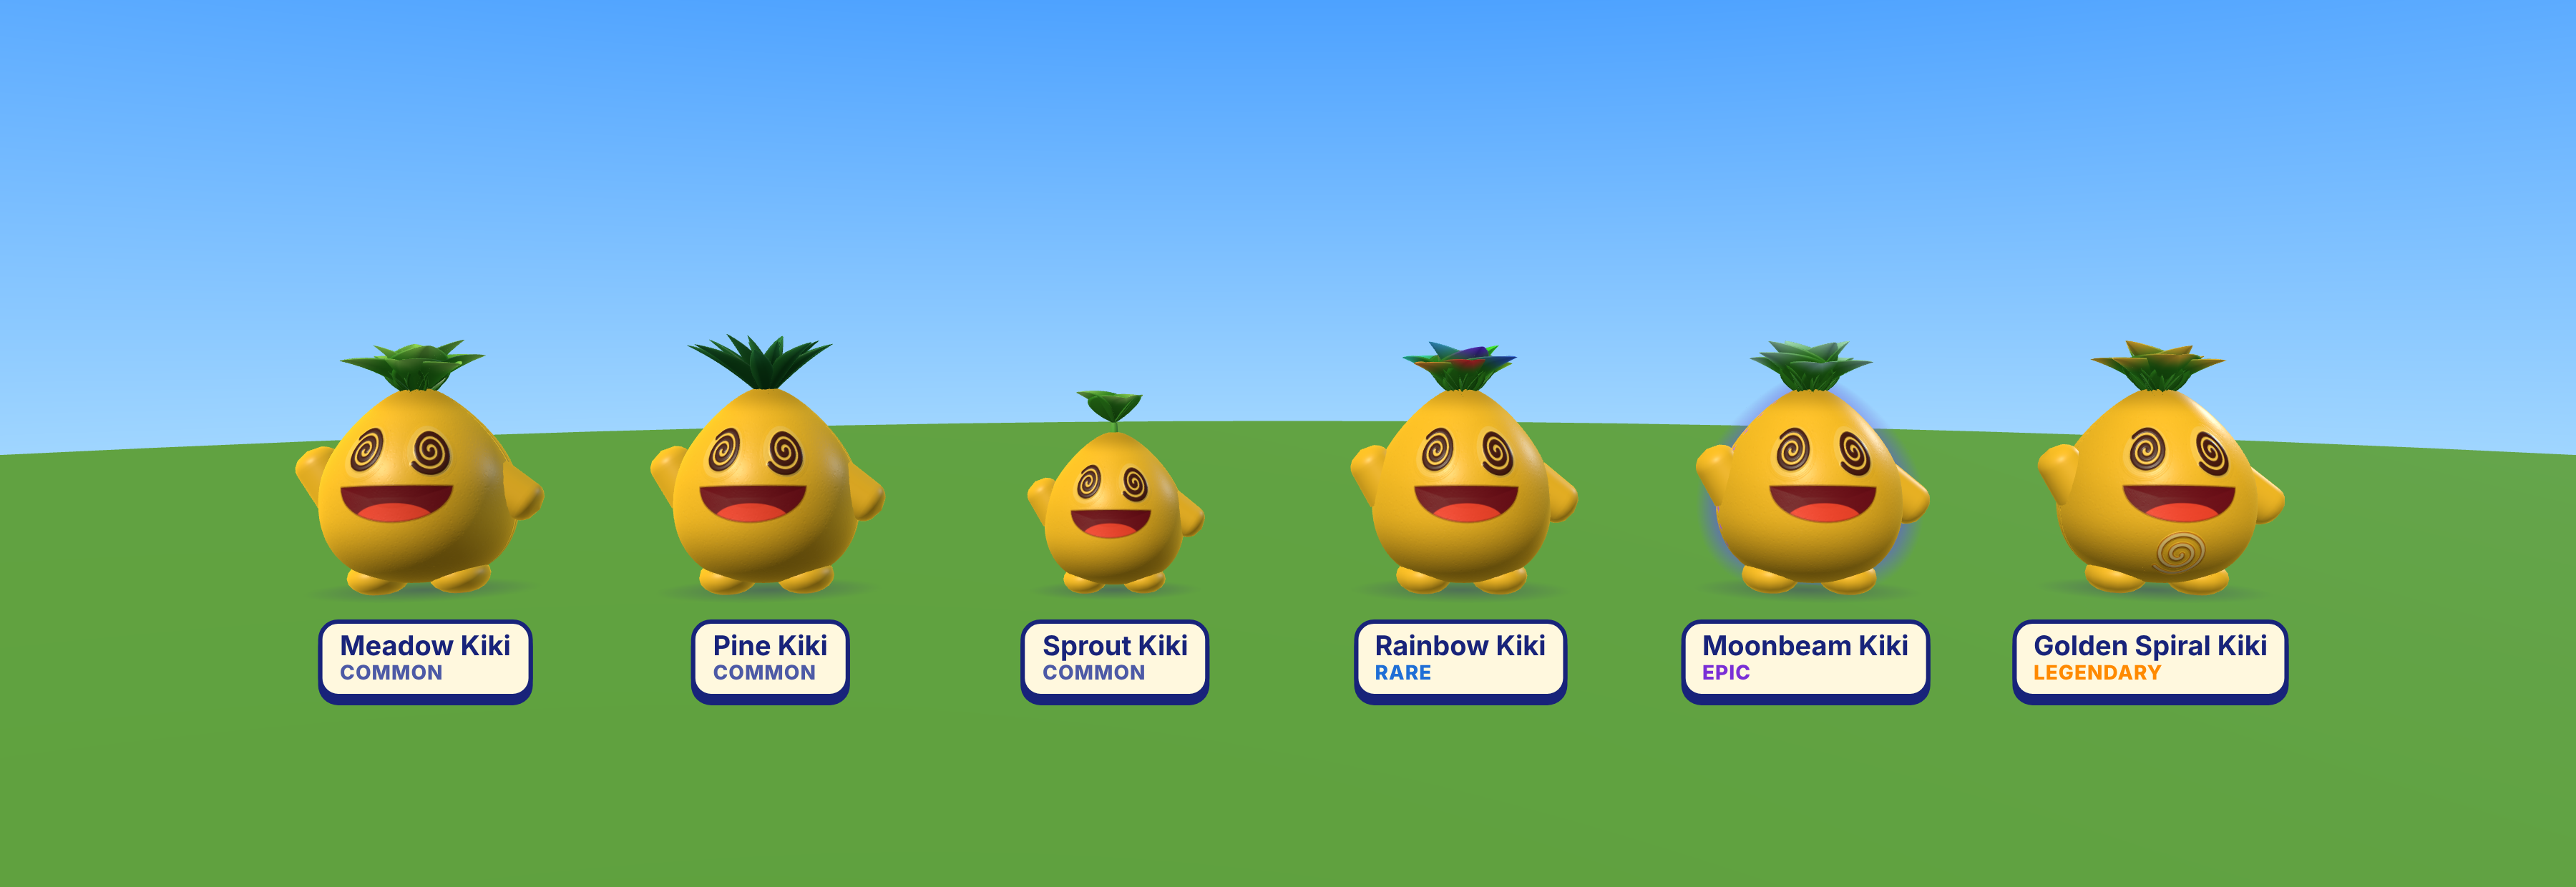 Meadow Kiki
COMMON
Pine Kiki
COMMON
Sprout Kiki
COMMON
Rainbow Kiki
RARE
Moonbeam Kiki
EPIC
Golden Spiral Kiki
LEGENDARY